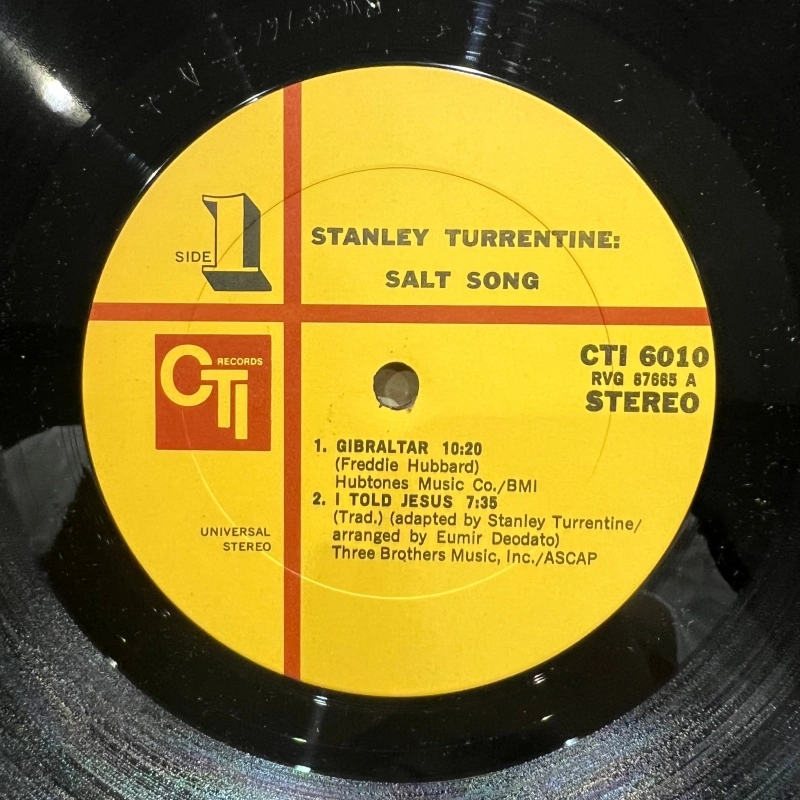 SIDE 1
STANLEY TURRENTINE:
SALT SONG
CTI RECORDS
CTI 6010
RVG 87665 A
STEREO
1. GIBRALTAR 10:20
(Freddie Hubbard)
Hubtones Music Co./BMI
2. I TOLD JESUS 7:35
(Trad.) (adapted by Stanley Turrentine/
arranged by Eumir Deodato)
Three Brothers Music, Inc./ASCAP
UNIVERSAL
STEREO